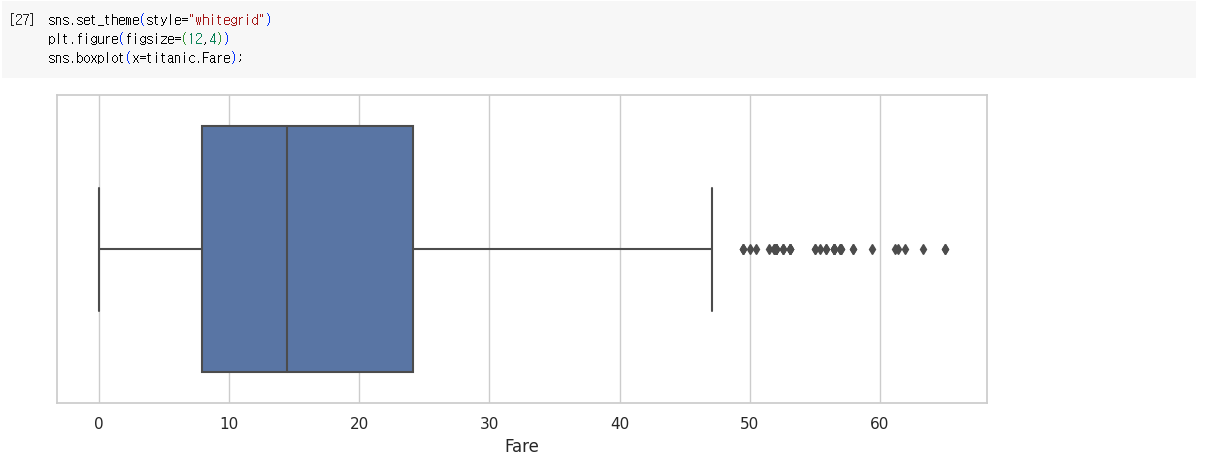 [27] sns.set_theme(style="whitegrid")
plt.figure(figsize=(12,4))
sns.boxplot(x=titanic.Fare);
0 10 20 30 40 50 60
Fare